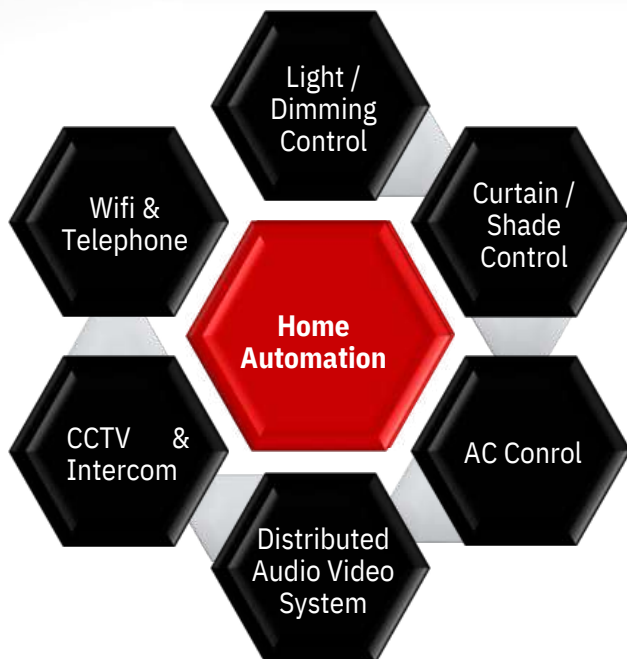 Light /
Dimming
Control
Curtain /
Shade
Control
AC Conrol
Distributed
Audio Video
System
CCTV &
Intercom
Wifi &
Telephone
Home
Automation